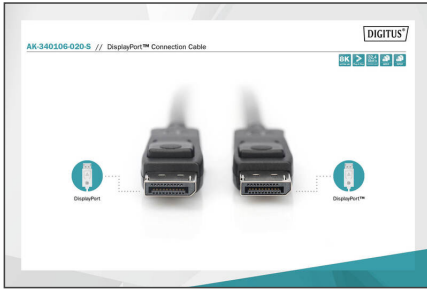 DIGITUS®
AK-340106-020-S // DisplayPort™ Connection Cable
8K
DisplayPort
DisplayPort™